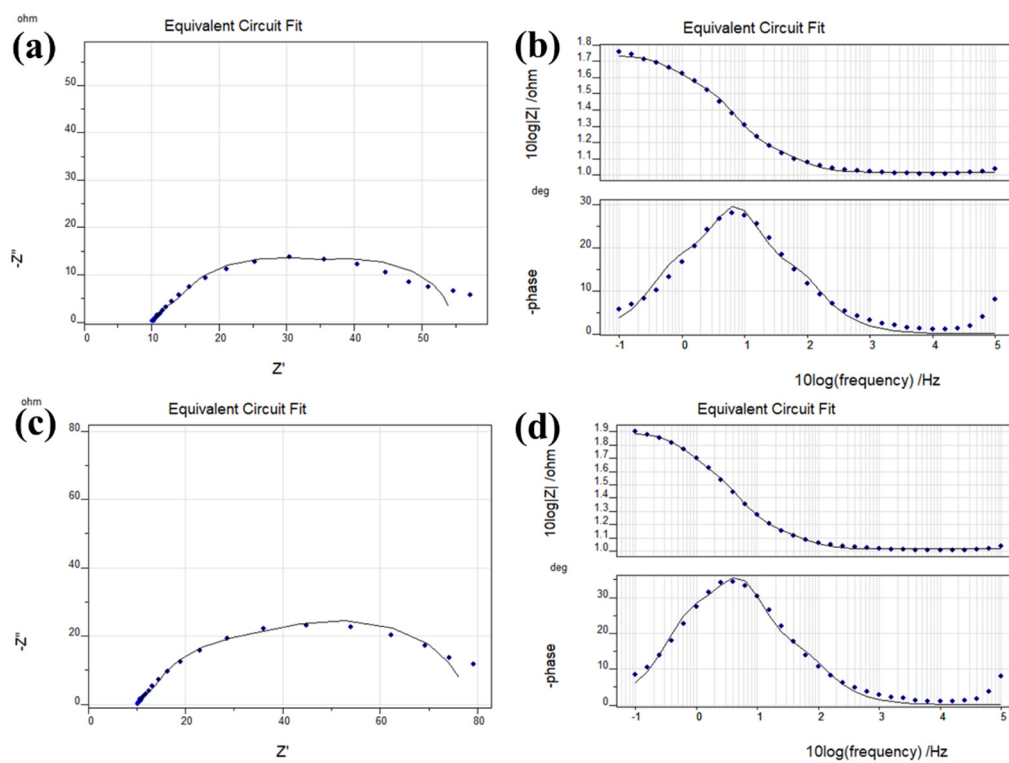 ohm
(a)
Equivalent Circuit Fit
50
40
30
20
10
0
-Z"
0 10 20 30 40 50
Z'
(b)
Equivalent Circuit Fit
10log|Z| /ohm
1.8
1.7
1.6
1.5
1.4
1.3
1.2
1.1
1.0
deg
-phase
30
20
10
0
-1 0 1 2 3 4 5
10log(frequency) /Hz
ohm
(c)
Equivalent Circuit Fit
80
60
40
20
0
-Z"
0 20 40 60 80
Z'
(d)
Equivalent Circuit Fit
10log|Z| /ohm
1.9
1.8
1.7
1.6
1.5
1.4
1.3
1.2
1.1
1.0
deg
-phase
30
20
10
0
-1 0 1 2 3 4 5
10log(frequency) /Hz